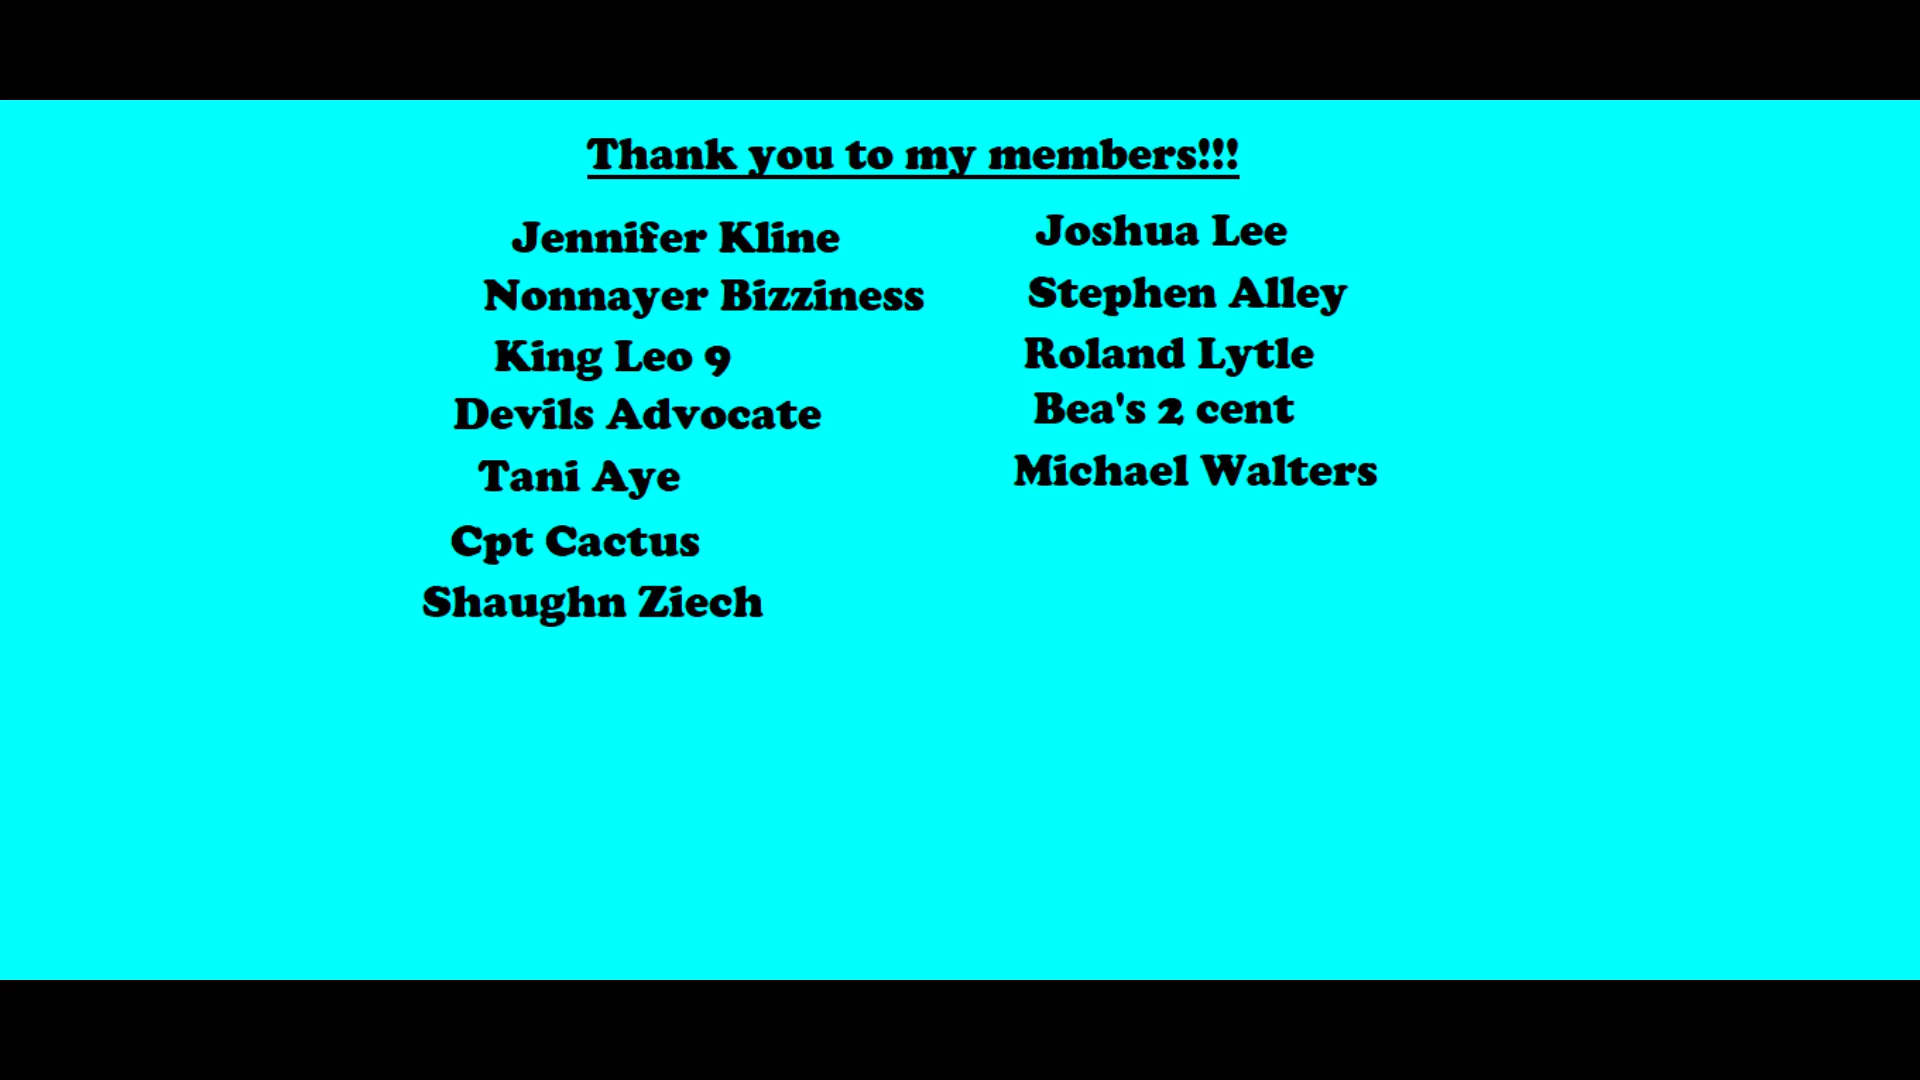 Thank you to my members!!!
Jennifer Kline
Nonnayer Bizziness
King Leo 9
Devils Advocate
Tani Aye
Cpt Cactus
Shaughn Ziech
Joshua Lee
Stephen Alley
Roland Lytle
Bea's 2 cent
Michael Walters